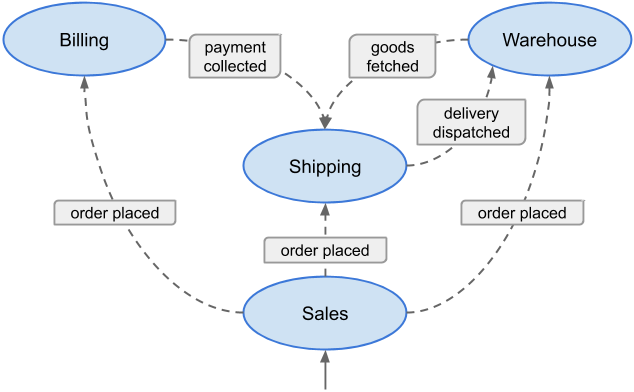 Billing
payment
collected
goods
fetched
Warehouse
delivery
dispatched
Shipping
order placed
order placed
order placed
Sales